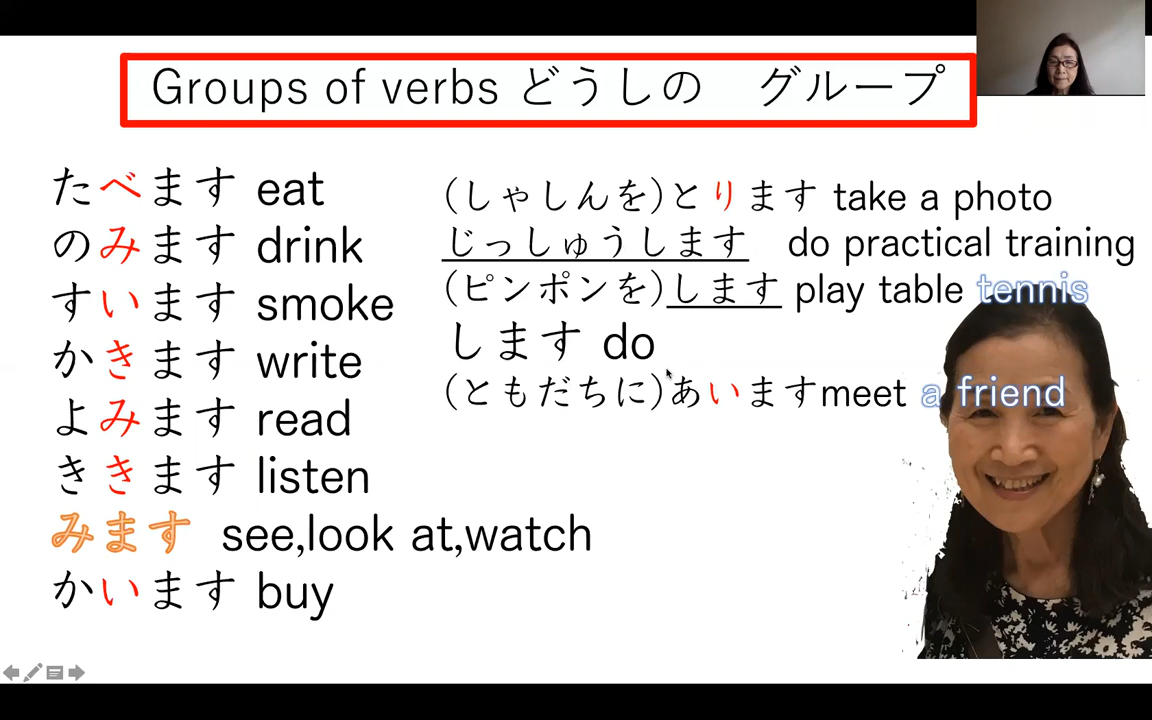 Groups of verbs どうしの　グループ
たべます eat
のみます drink
すいます smoke
かきます write
よみます read
ききます listen
みます see,look at,watch
かいます buy
(しゃしんを)とります take a photo
じっしゅうします do practical training
(ピンポンを)します play table tennis
します do
(ともだちに)あいますmeet a friend